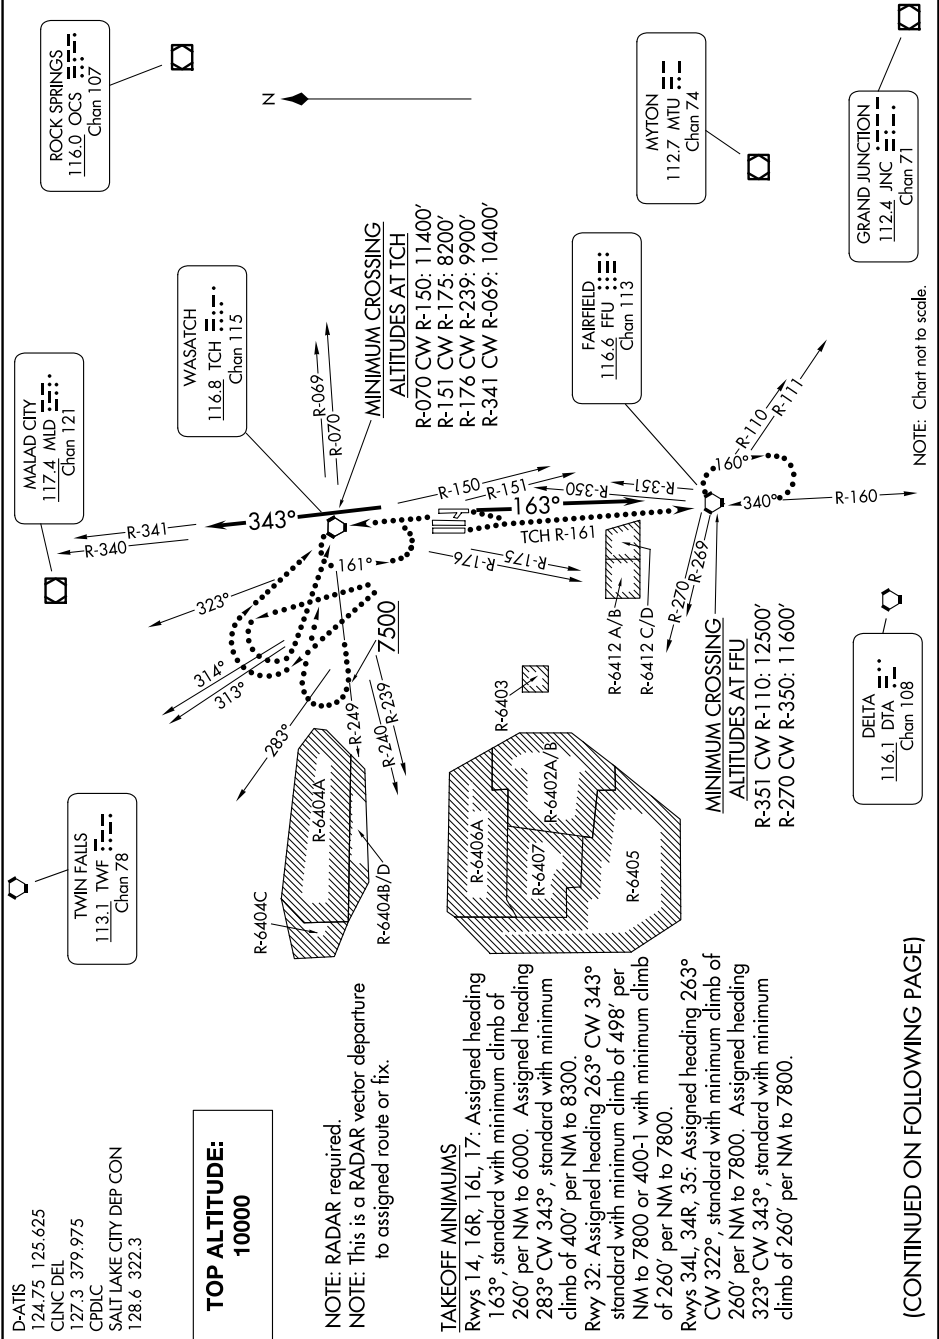 D-ATIS
124.75 125.625
CLNC DEL
127.3 379.975
CPDLC
SALT LAKE CITY DEP CON
128.6 322.3
TOP ALTITUDE:
10000
NOTE: RADAR required.
NOTE: This is a RADAR vector departure
to assigned route or fix.
TAKEOFF MINIMUMS
Rwys 14, 16R, 16L, 17: Assigned heading
163°, standard with minimum climb of
260' per NM to 6000. Assigned heading
283° CW 343°, standard with minimum
climb of 400' per NM to 8300.
Rwy 32: Assigned heading 263° CW 343°
standard with minimum climb of 498' per
NM to 7800 or 400-1 with minimum climb
of 260' per NM to 7800.
Rwys 34L, 34R, 35: Assigned heading 263°
CW 322°, standard with minimum climb of
260' per NM to 7800. Assigned heading
323° CW 343°, standard with minimum
climb of 260' per NM to 7800.
(CONTINUED ON FOLLOWING PAGE)
TWIN FALLS
113.1 TWF
Chan 78
MALAD CITY
117.4 MLD
Chan 121
ROCK SPRINGS
116.0 OCS
Chan 107
WASATCH
116.8 TCH
Chan 115
N
R-341
R-340
343°
323°
314°
313°
283°
R-069
R-070
161°
R-249
7500
R-240
R-239
MINIMUM CROSSING
ALTITUDES AT TCH
R-070 CW R-150: 11400'
R-151 CW R-175: 8200'
R-176 CW R-239: 9900'
R-341 CW R-069: 10400'
R-150
R-151
R-176
R-175
163°
TCH R-161
R-350
R-351
R-6404C
R-6404A
R-6404B/D
R-6406A
R-6407
R-6402A/B
R-6405
R-6403
R-6412 A/B
R-6412 C/D
R-270
R-269
FAIRFIELD
116.6 FFU
Chan 113
MYTON
112.7 MTU
Chan 74
160°
340°
R-110
R-111
R-160
MINIMUM CROSSING
ALTITUDES AT FFU
R-351 CW R-110: 12500'
R-270 CW R-350: 11600'
DELTA
116.1 DTA
Chan 108
GRAND JUNCTION
112.4 JNC
Chan 71
NOTE: Chart not to scale.